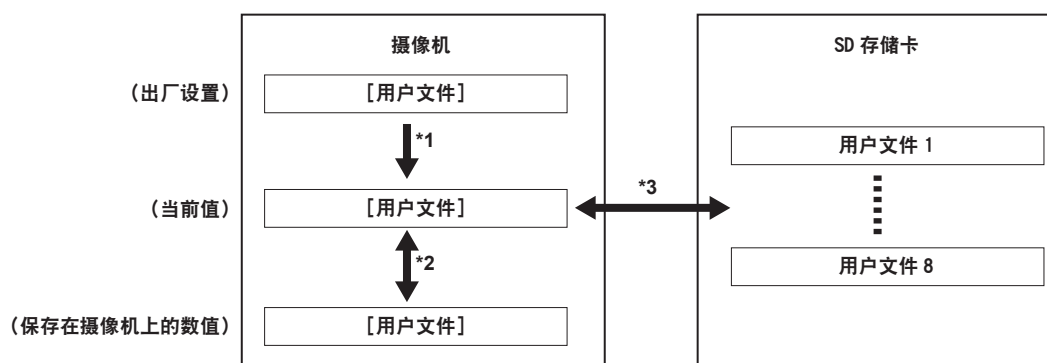 摄像机
SD 存储卡
（出厂设置）
［用户文件］
*1
用户文件 1
*3
（当前值）
［用户文件］
*2
用户文件 8
（保存在摄像机上的数值）
［用户文件］